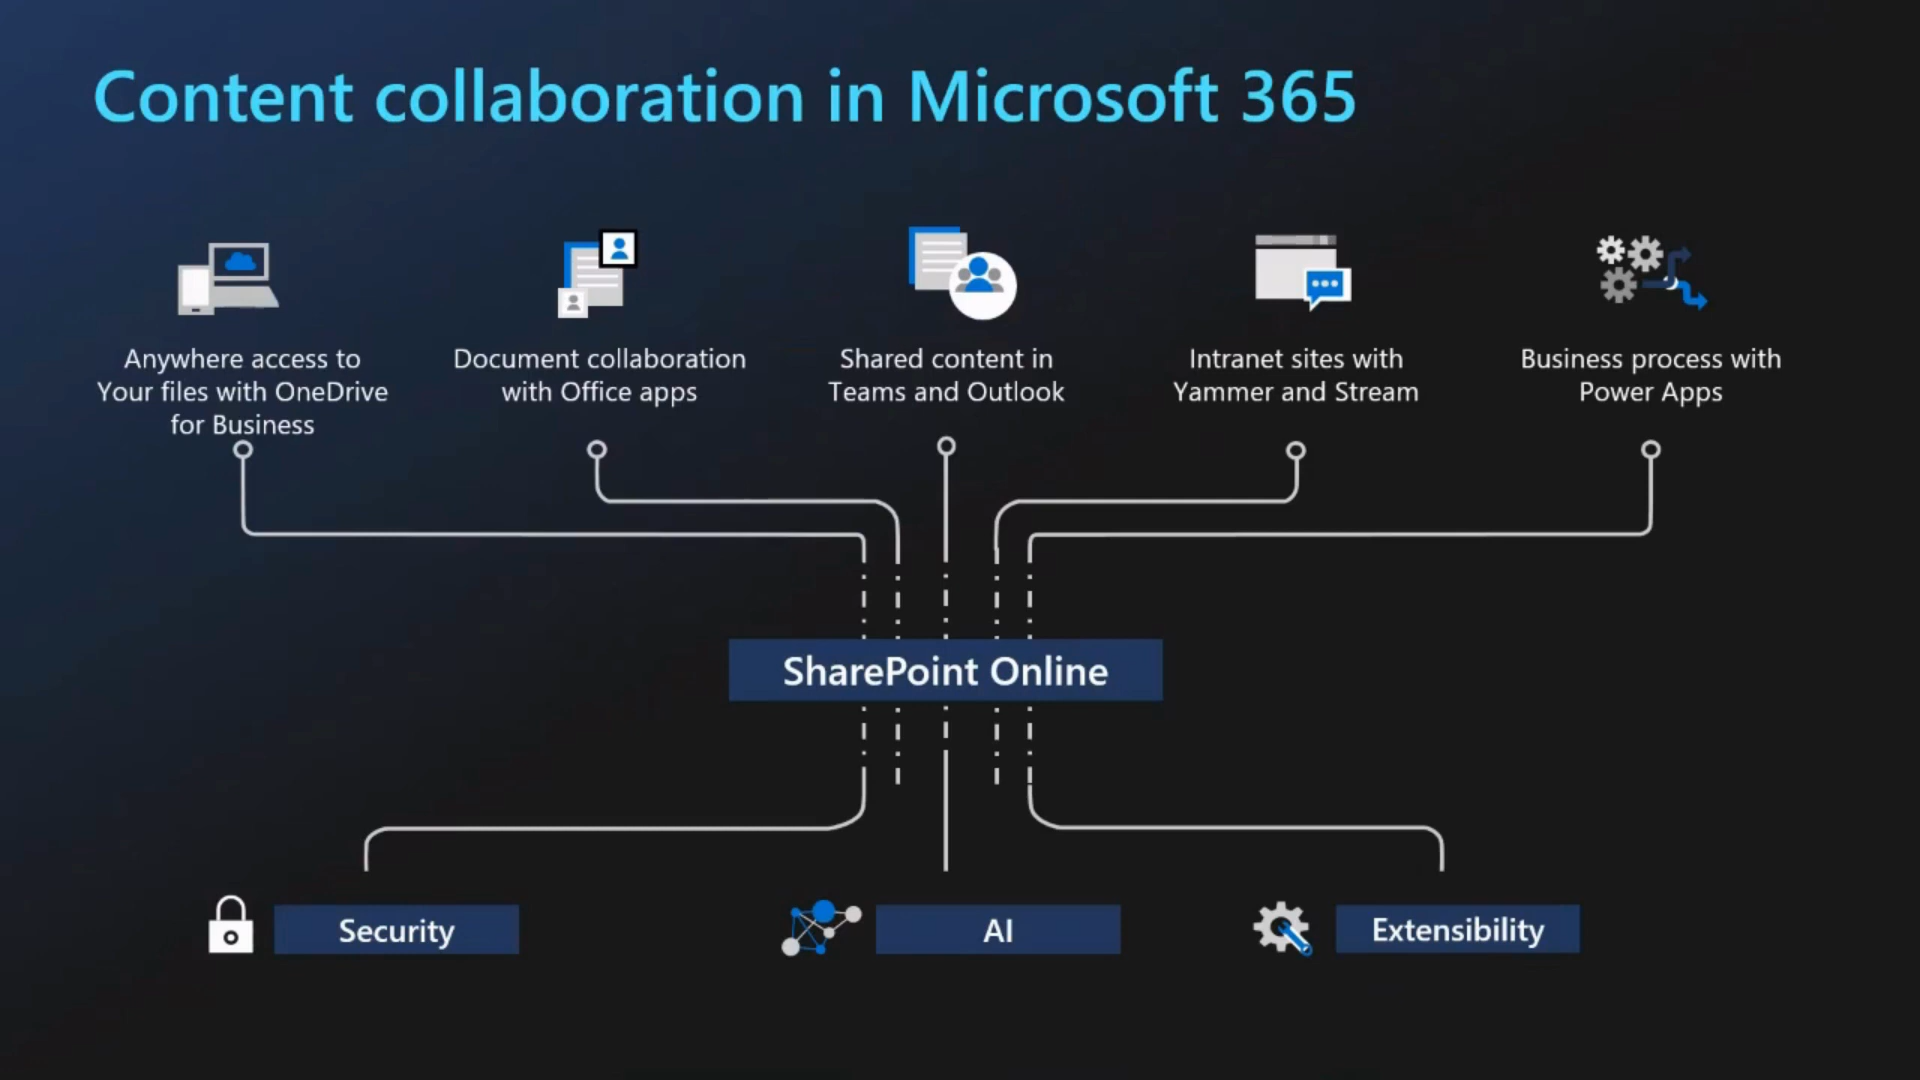 Content collaboration in Microsoft 365
Anywhere access to
Your files with OneDrive
for Business
Document collaboration
with Office apps
Shared content in
Teams and Outlook
Intranet sites with
Yammer and Stream
Business process with
Power Apps
SharePoint Online
Security
AI
Extensibility